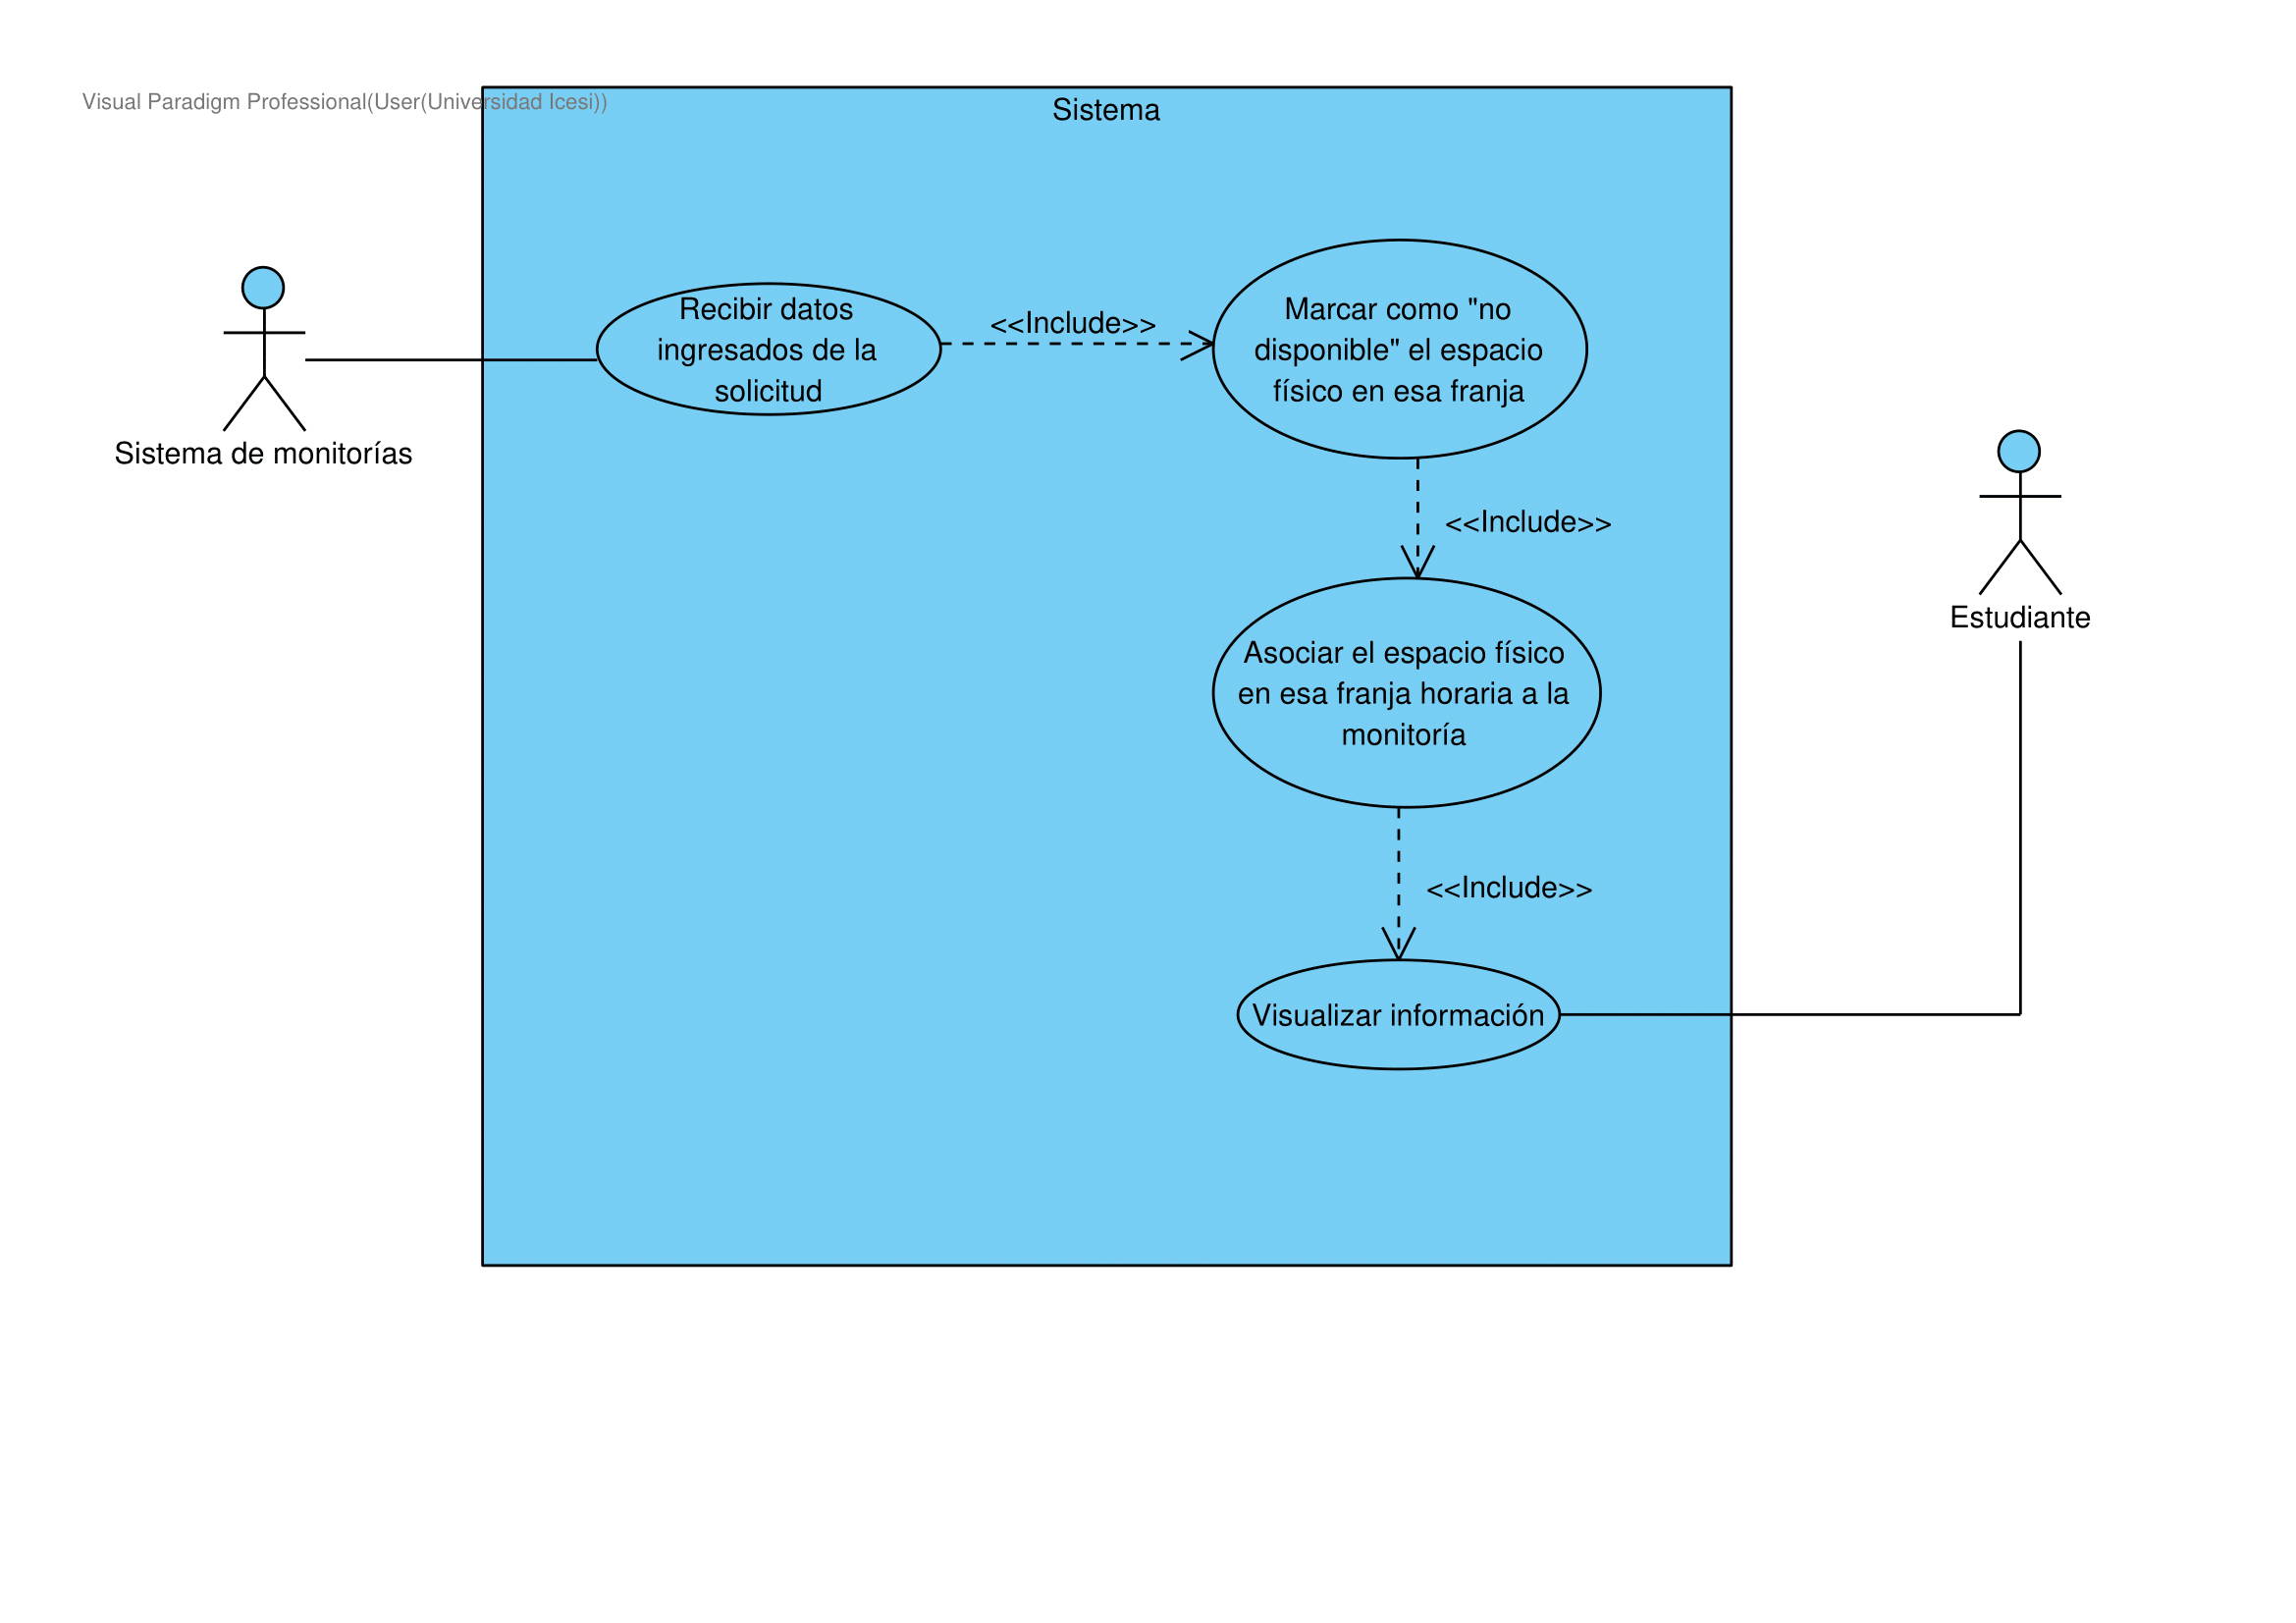 Visual Paradigm Professional(User(Universidad Icesi))
Sistema
Recibir datos
ingresados de la
solicitud
<<Include>>
Marcar como "no
disponible" el espacio
físico en esa franja
Sistema de monitorías
<<Include>>
Estudiante
Asociar el espacio físico
en esa franja horaria a la
monitoría
<<Include>>
Visualizar información